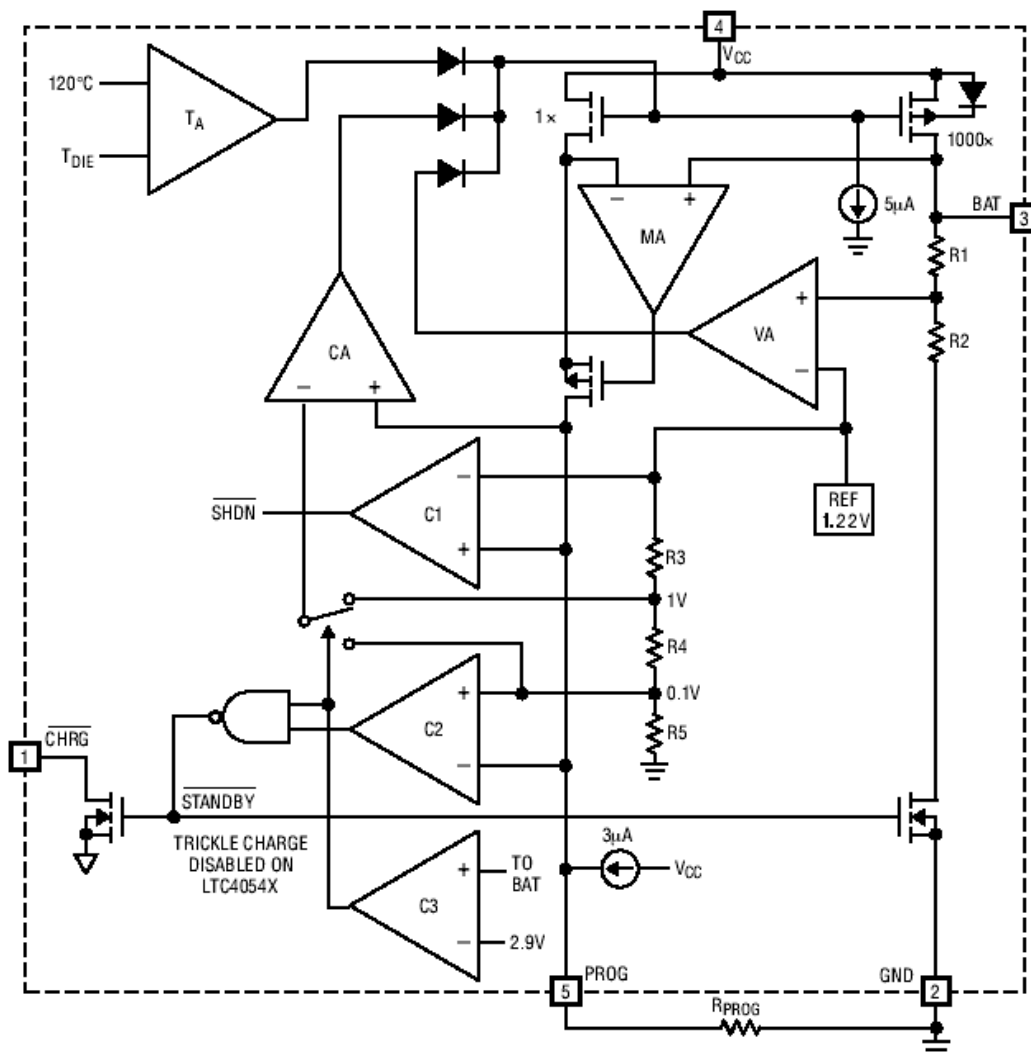 4
VCC
120°C
TA
TDIE
1×
1000×
5µA
BAT
3
−
+
MA
R1
+
VA
−
R2
CA
−
+
REF
1.22V
SHDN
−
C1
+
R3
1V
R4
0.1V
R5
+
C2
−
CHRG
1
STANDBY
TRICKLE CHARGE
DISABLED ON
LTC4054X
3µA
VCC
+
TO
BAT
C3
−
2.9V
PROG
5
GND
2
RPROG